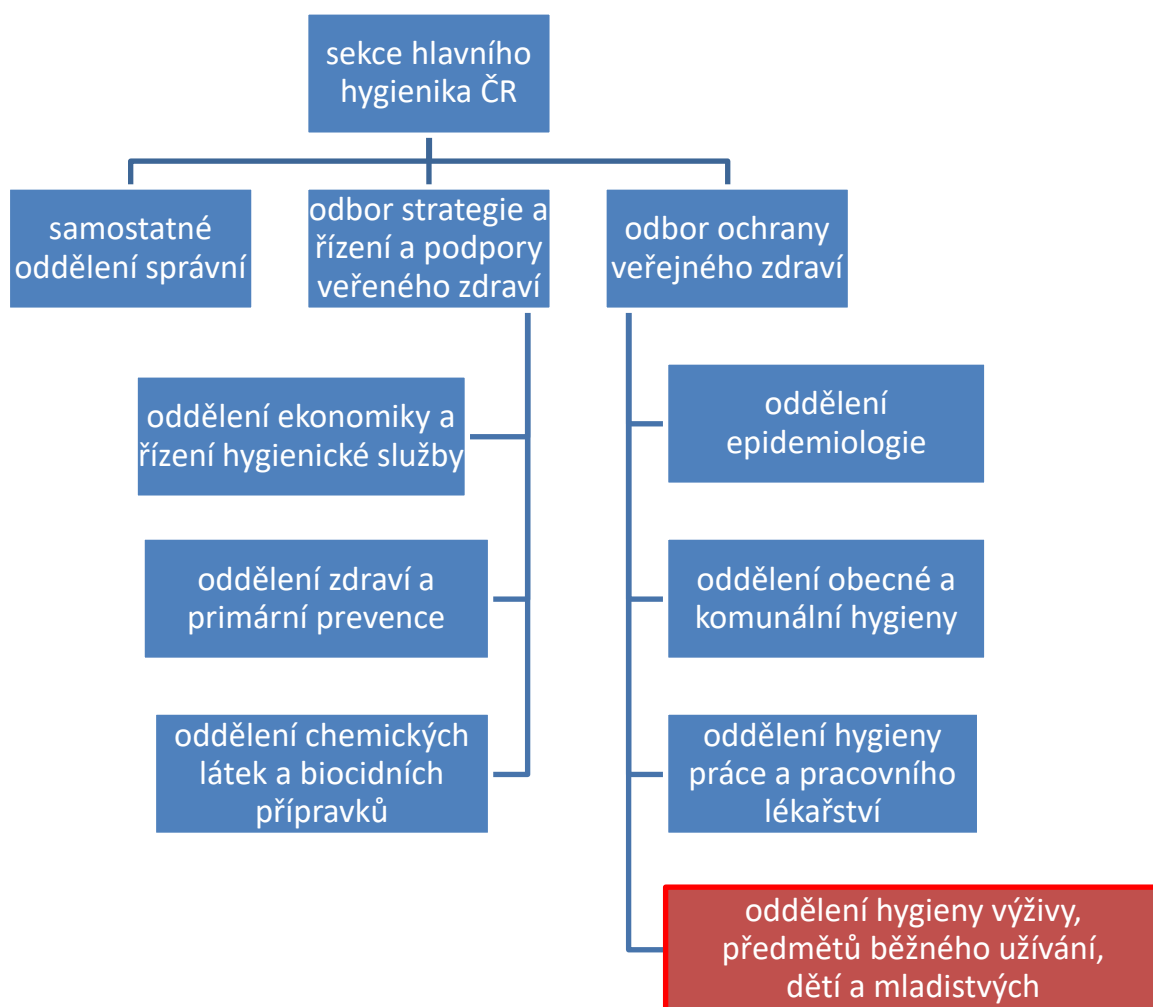 sekce hlavního
hygienika ČR
samostatné
oddělení správní
odbor strategie a
řízení a podpory
veřeného zdraví
odbor ochrany
veřejného zdraví
oddělení ekonomiky a
řízení hygienické služby
oddělení zdraví a
primární prevence
oddělení chemických
látek a biocidních
přípravků
oddělení
epidemiologie
oddělení obecné a
komunální hygieny
oddělení hygieny
práce a pracovního
lékařství
oddělení hygieny výživy,
předmětů běžného užívání,
dětí a mladistvých